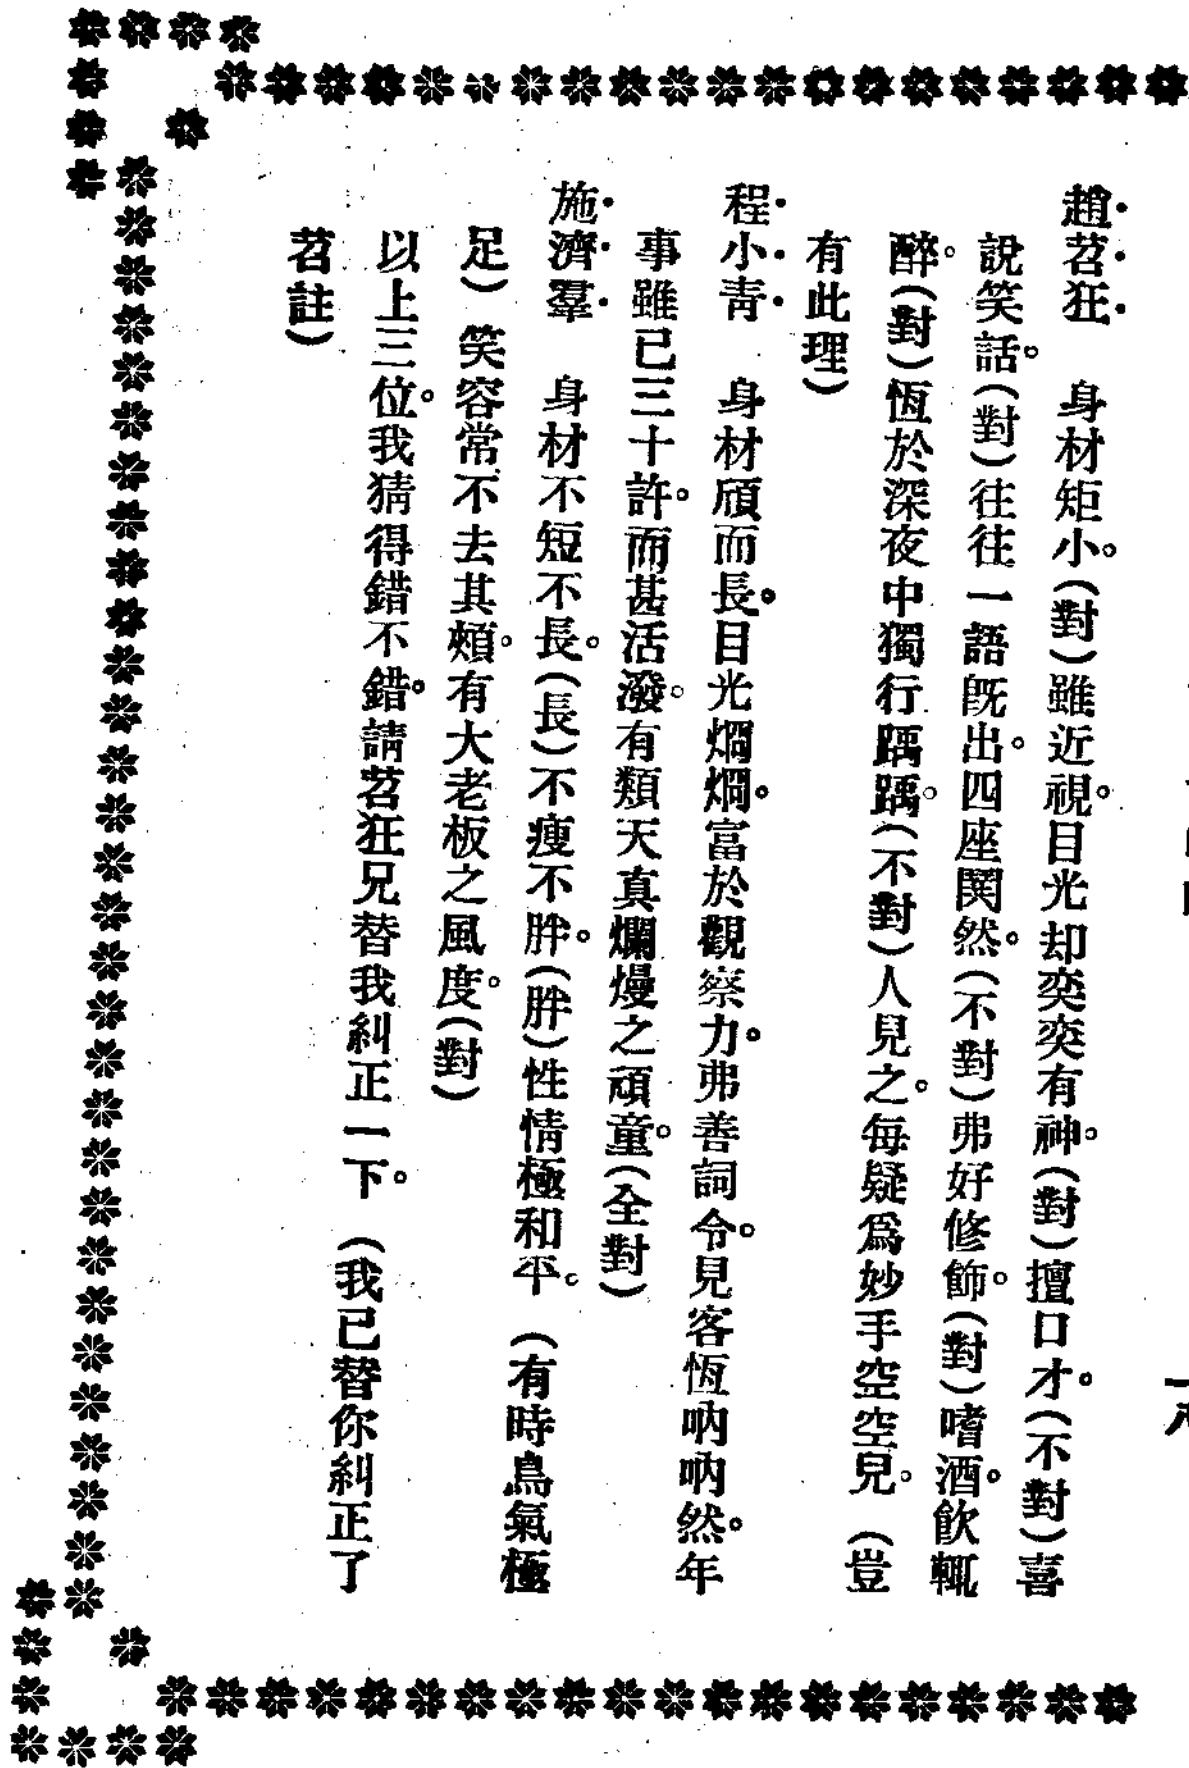 趙苕狂　身材矩小。(對)雖近視。目光却奕奕有神。(對)擅口才。(不對)喜
說笑話。(對)往往一語既出。四座鬨然。(不對)弗好修飾。(對)嗜酒。飲輒
醉。(對)恆於深夜中獨行踽踽。(不對)人見之。每疑爲妙手空空兒。(豈
有此理)
程小靑　身材頎而長。目光烱烱。富於觀察力。弗善詞令。見客恆吶吶然。年
事雖已三十許。而甚活潑。有類天真爛熳之頑童。(全對)
施濟羣　身材不短不長。(長)不瘦不胖。(胖)性情極和平。(有時鳥氣極
足)笑容常不去其頰。有大老板之風度。(對)
以上三位。我猜得錯不錯。請苕狂兄替我糾正一下。(我已替你糾正了
苕註)